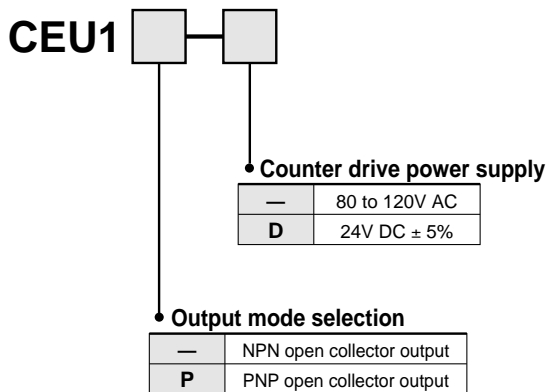 CEU1
Counter drive power supply
— 80 to 120V AC
D 24V DC ± 5%
Output mode selection
— NPN open collector output
P PNP open collector output